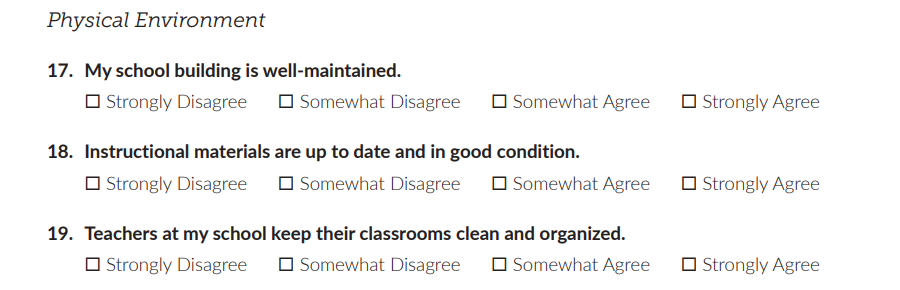 Physical Environment
17. My school building is well-maintained.
☐ Strongly Disagree ☐ Somewhat Disagree ☐ Somewhat Agree ☐ Strongly Agree
18. Instructional materials are up to date and in good condition.
☐ Strongly Disagree ☐ Somewhat Disagree ☐ Somewhat Agree ☐ Strongly Agree
19. Teachers at my school keep their classrooms clean and organized.
☐ Strongly Disagree ☐ Somewhat Disagree ☐ Somewhat Agree ☐ Strongly Agree